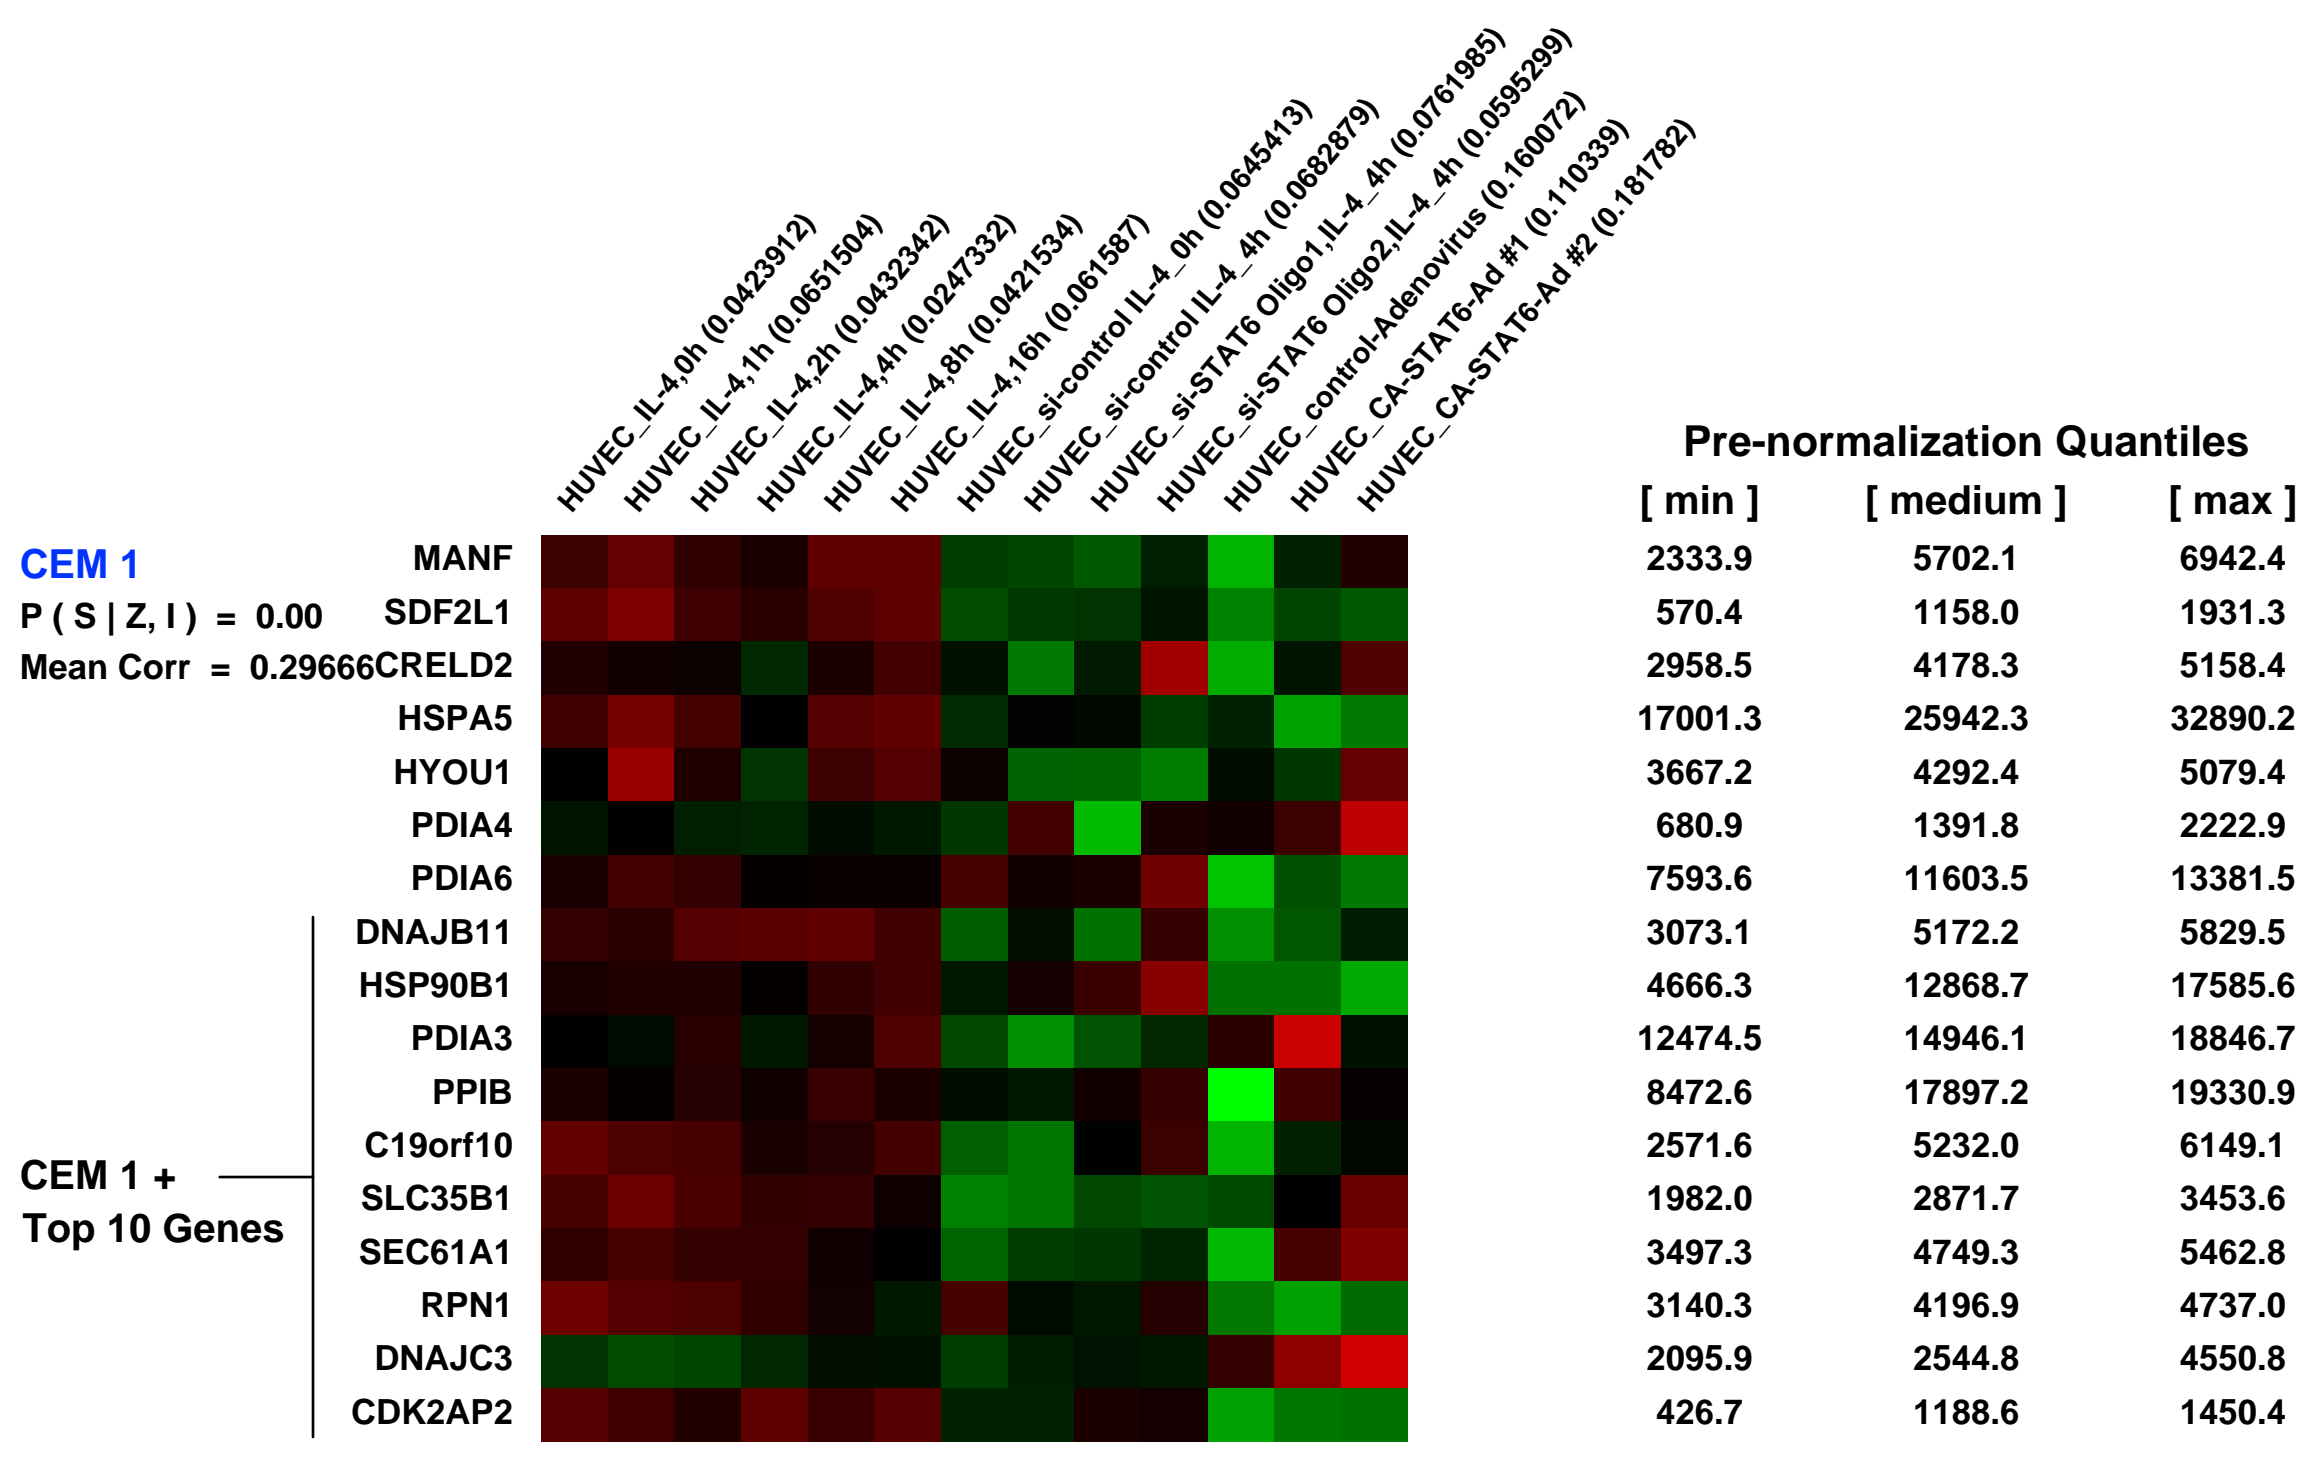 HUVEC_IL-4,0h (0.0423912)
HUVEC_IL-4,1h (0.0651504)
HUVEC_IL-4,2h (0.0432342)
HUVEC_IL-4,4h (0.0247332)
HUVEC_IL-4,8h (0.0421534)
HUVEC_IL-4,16h (0.061587)
HUVEC_si-control IL-4_0h (0.0645413)
HUVEC_si-control IL-4_4h (0.0682879)
HUVEC_si-STAT6 Oligo1,IL-4_4h (0.0761985)
HUVEC_si-STAT6 Oligo2,IL-4_4h (0.0595299)
HUVEC_control-Adenovirus (0.160072)
HUVEC_CA-STAT6-Ad #1 (0.110339)
HUVEC_CA-STAT6-Ad #2 (0.181782)
Pre-normalization Quantiles
[ min ] [ medium ] [ max ]
CEM 1 MANF 2333.9 5702.1 6942.4
P ( S | Z, I ) = 0.00 SDF2L1 570.4 1158.0 1931.3
Mean Corr = 0.29666 CRELD2 2958.5 4178.3 5158.4
HSPA5 17001.3 25942.3 32890.2
HYOU1 3667.2 4292.4 5079.4
PDIA4 680.9 1391.8 2222.9
PDIA6 7593.6 11603.5 13381.5
DNAJB11 3073.1 5172.2 5829.5
HSP90B1 4666.3 12868.7 17585.6
PDIA3 12474.5 14946.1 18846.7
PPIB 8472.6 17897.2 19330.9
C19orf10 2571.6 5232.0 6149.1
CEM 1 +
SLC35B1 1982.0 2871.7 3453.6
Top 10 Genes
SEC61A1 3497.3 4749.3 5462.8
RPN1 3140.3 4196.9 4737.0
DNAJC3 2095.9 2544.8 4550.8
CDK2AP2 426.7 1188.6 1450.4